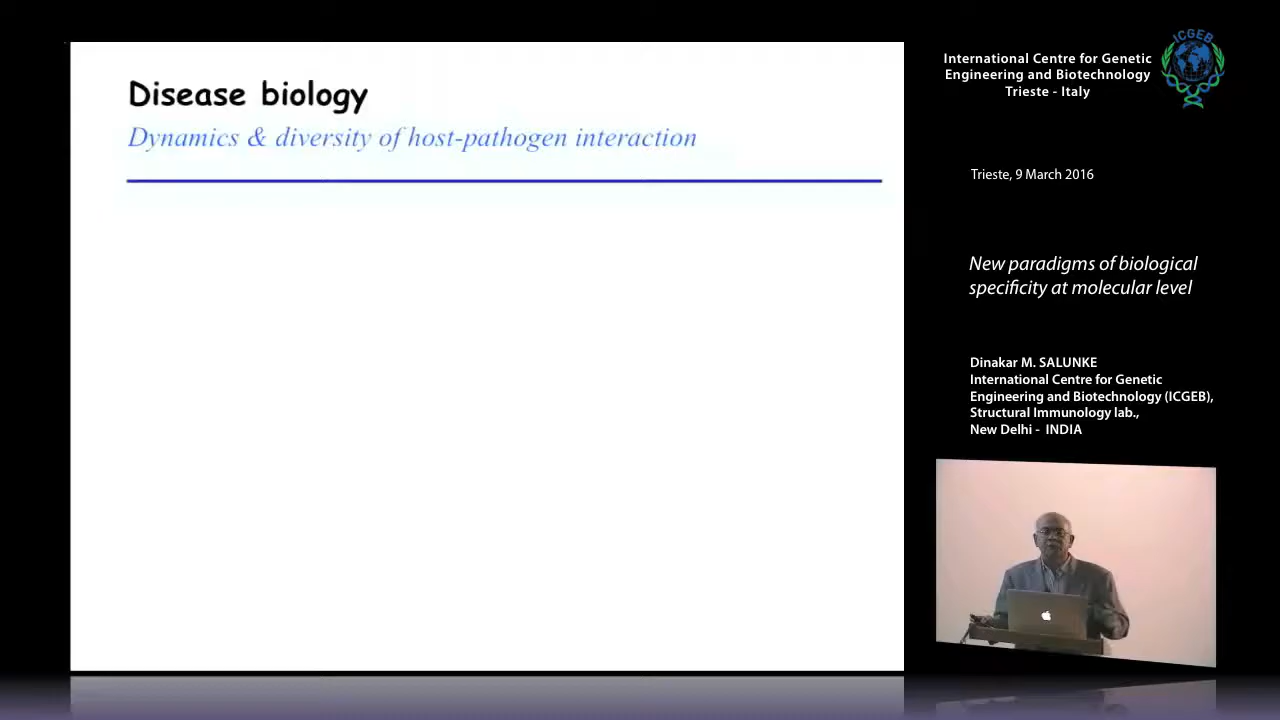 Disease biology
Dynamics & diversity of host-pathogen interaction
International Centre for Genetic
Engineering and Biotechnology
Trieste - Italy
ICGEB
Trieste, 9 March 2016
New paradigms of biological
specificity at molecular level
Dinakar M. SALUNKE
International Centre for Genetic
Engineering and Biotechnology (ICGEB),
Structural Immunology lab.,
New Delhi - INDIA